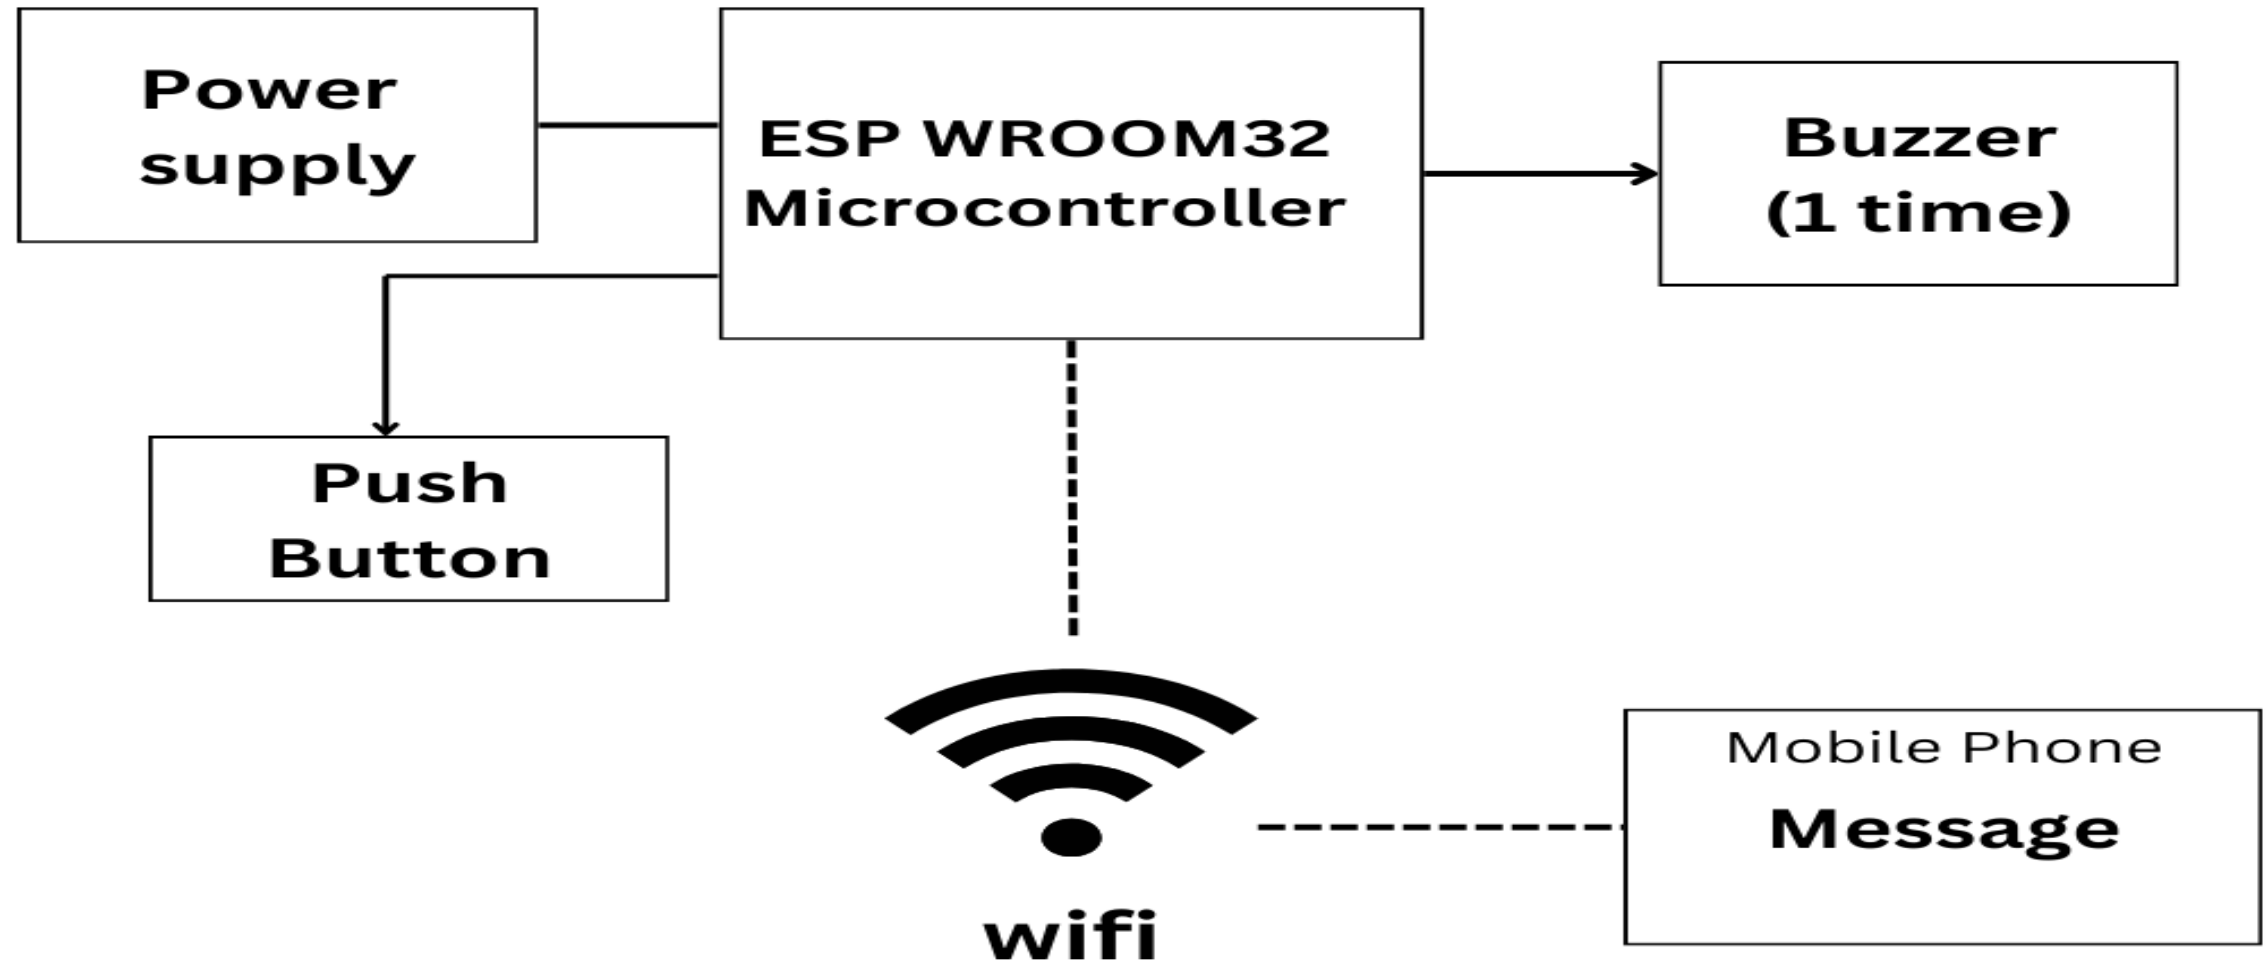 Power
supply
ESP WROOM32
Microcontroller
Buzzer
(1 time)
Push
Button
Mobile Phone
Message
wifi